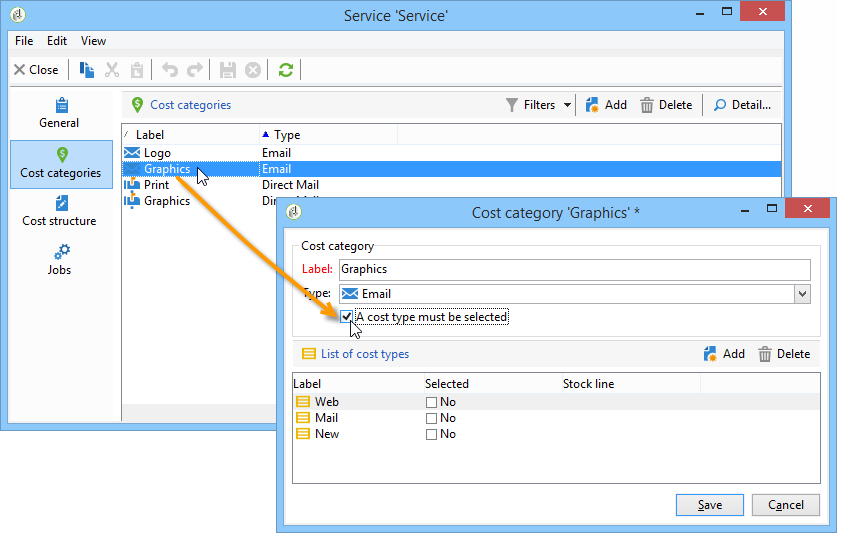 Service 'Service'
File Edit View
Close
General
Cost categories
Cost structure
Jobs
Cost categories Filters Add Delete Detail...
Label Type
Logo Email
Graphics Email
Print Direct Mail
Graphics
Cost category 'Graphics' *
Cost category
Label: Graphics
Type: Email
A cost type must be selected
List of cost types Add Delete
Label Selected Stock line
Web No
Mail No
New No
Save Cancel